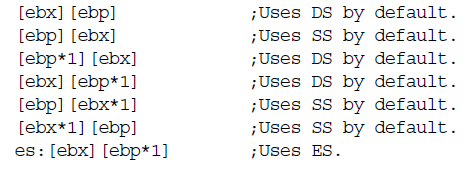 [ebx][ebp] ;Uses DS by default.
[ebp][ebx] ;Uses SS by default.
[ebp*1][ebx] ;Uses DS by default.
[ebx][ebp*1] ;Uses DS by default.
[ebp][ebx*1] ;Uses SS by default.
[ebx*1][ebp] ;Uses SS by default.
es:[ebx][ebp*1] ;Uses ES.